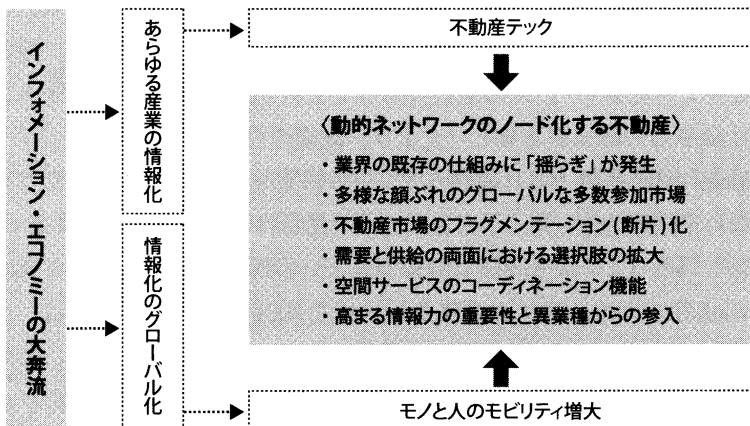 インフォメーション・エコノミーの大奔流
あらゆる産業の情報化
情報化のグローバル化
不動産テック
〈動的ネットワークのノード化する不動産〉
・業界の既存の仕組みに「揺らぎ」が発生
・多様な顔ぶれのグローバルな多数参加市場
・不動産市場のフラグメンテーション(断片)化
・需要と供給の両面における選択肢の拡大
・空間サービスのコーディネーション機能
・高まる情報力の重要性と異業種からの参入
モノと人のモビリティ増大